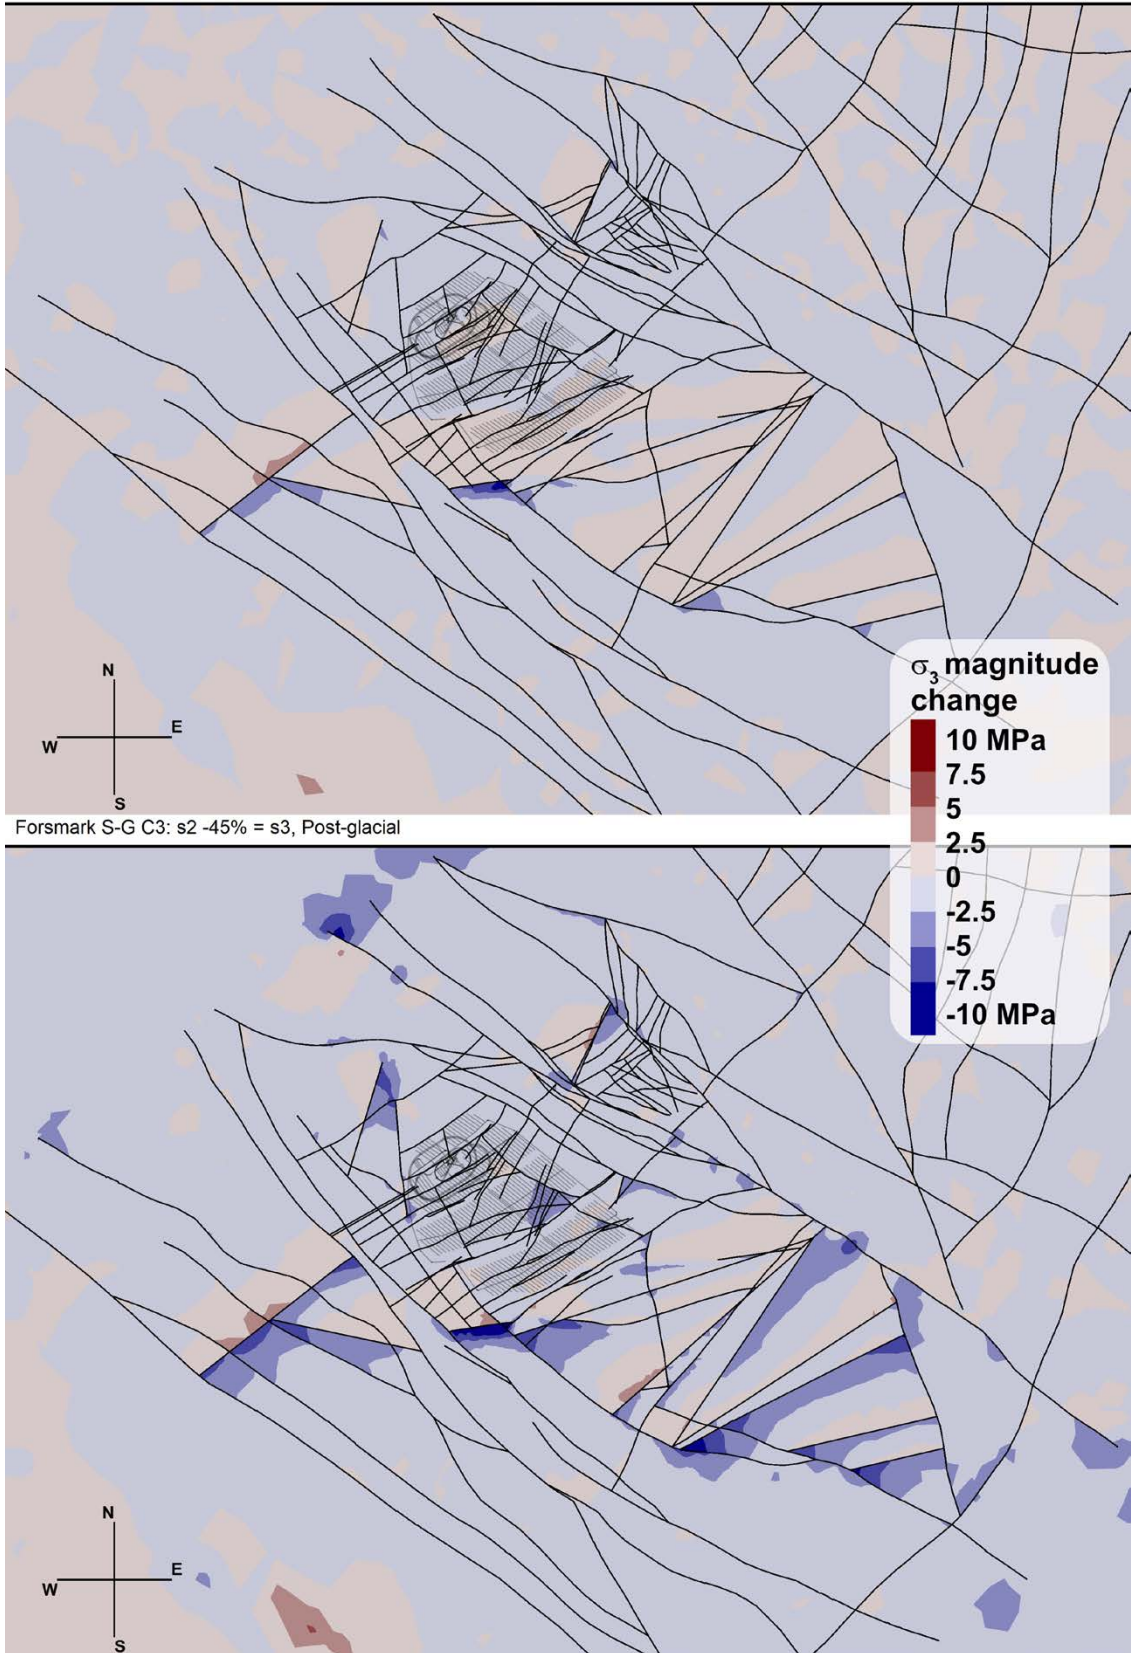 N
W E
S
σ3 magnitude
change
10 MPa
7.5
5
2.5
0
-2.5
-5
-7.5
-10 MPa
Forsmark S-G C3: s2 -45% = s3, Post-glacial
N
W E
S